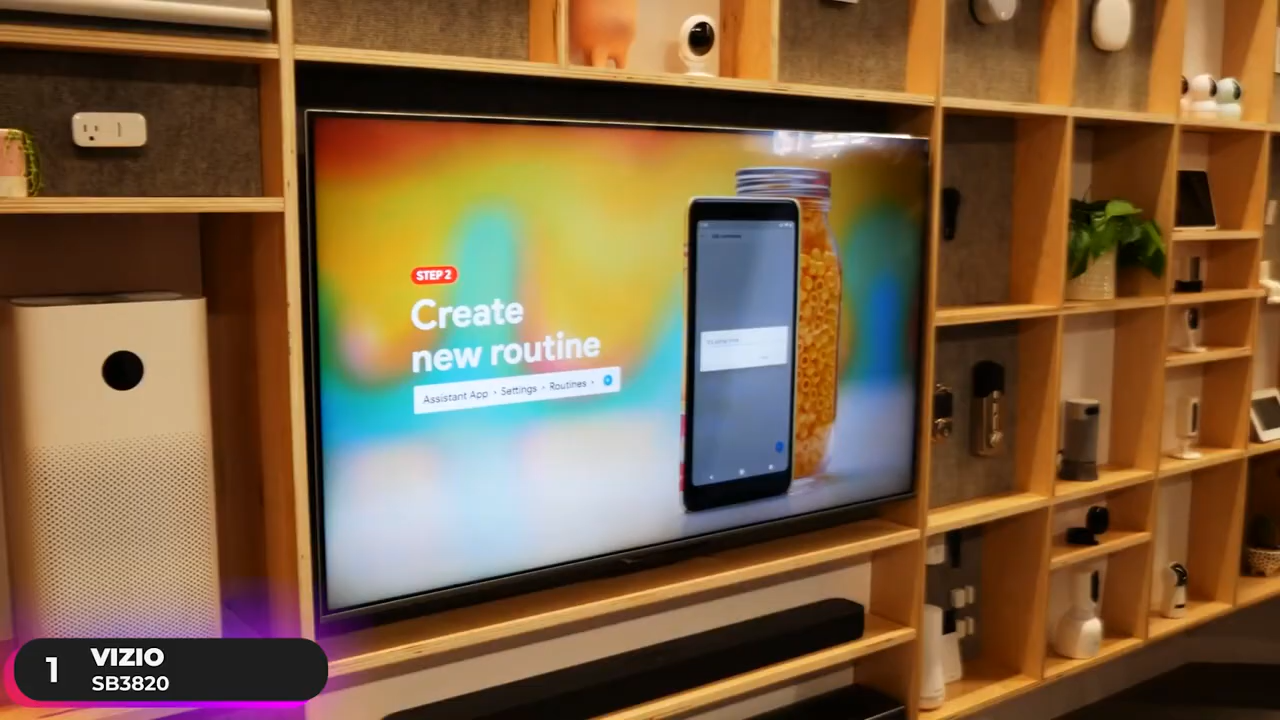 STEP 2
Create
new routine
Assistant App • Settings • Routines •
1
VIZIO
SB3820